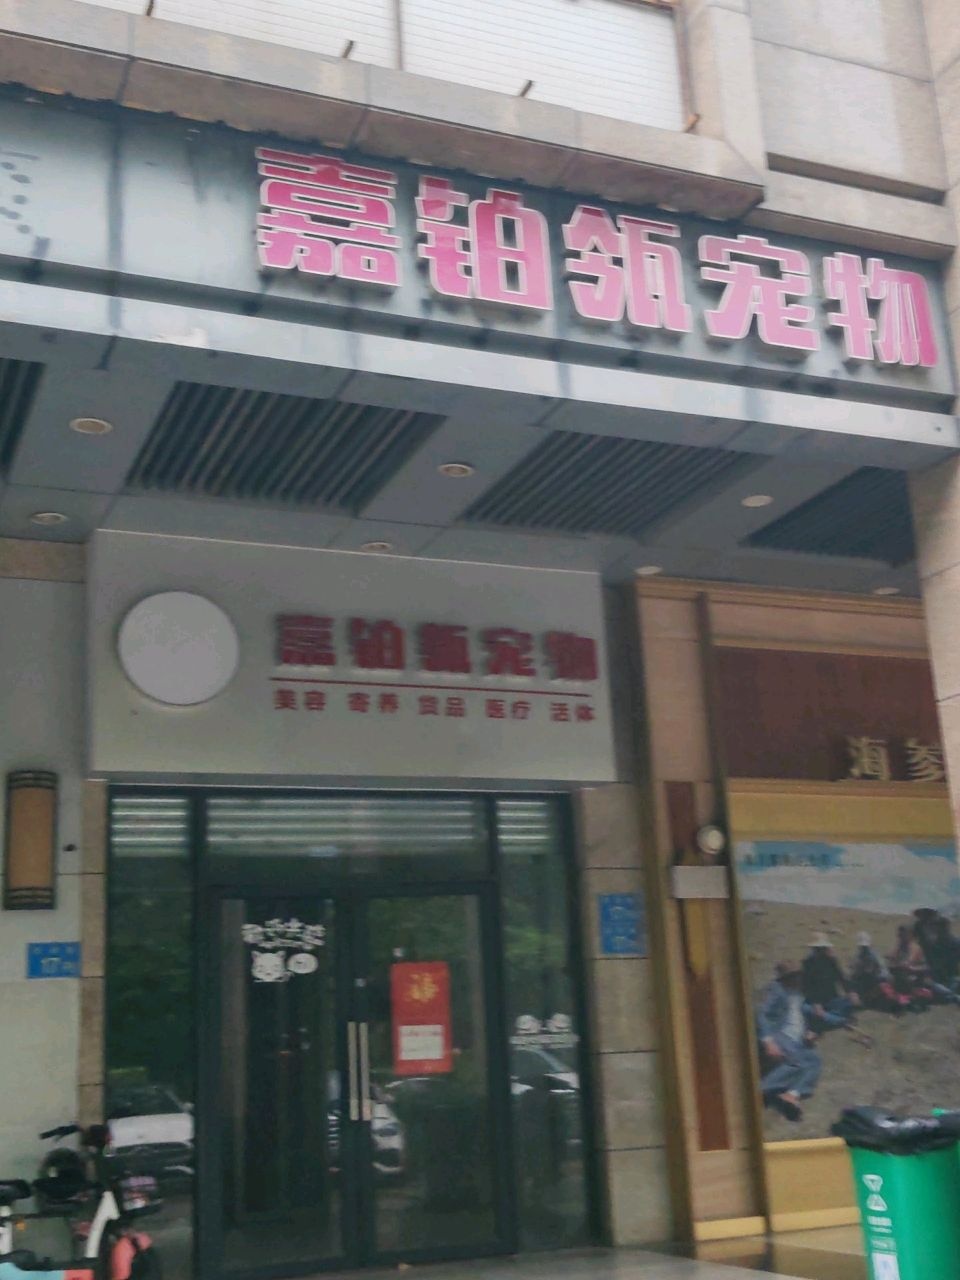 嘉铂瓴宠物
嘉铂瓴宠物
美容 寄养 货品 医疗 活体
海参
福